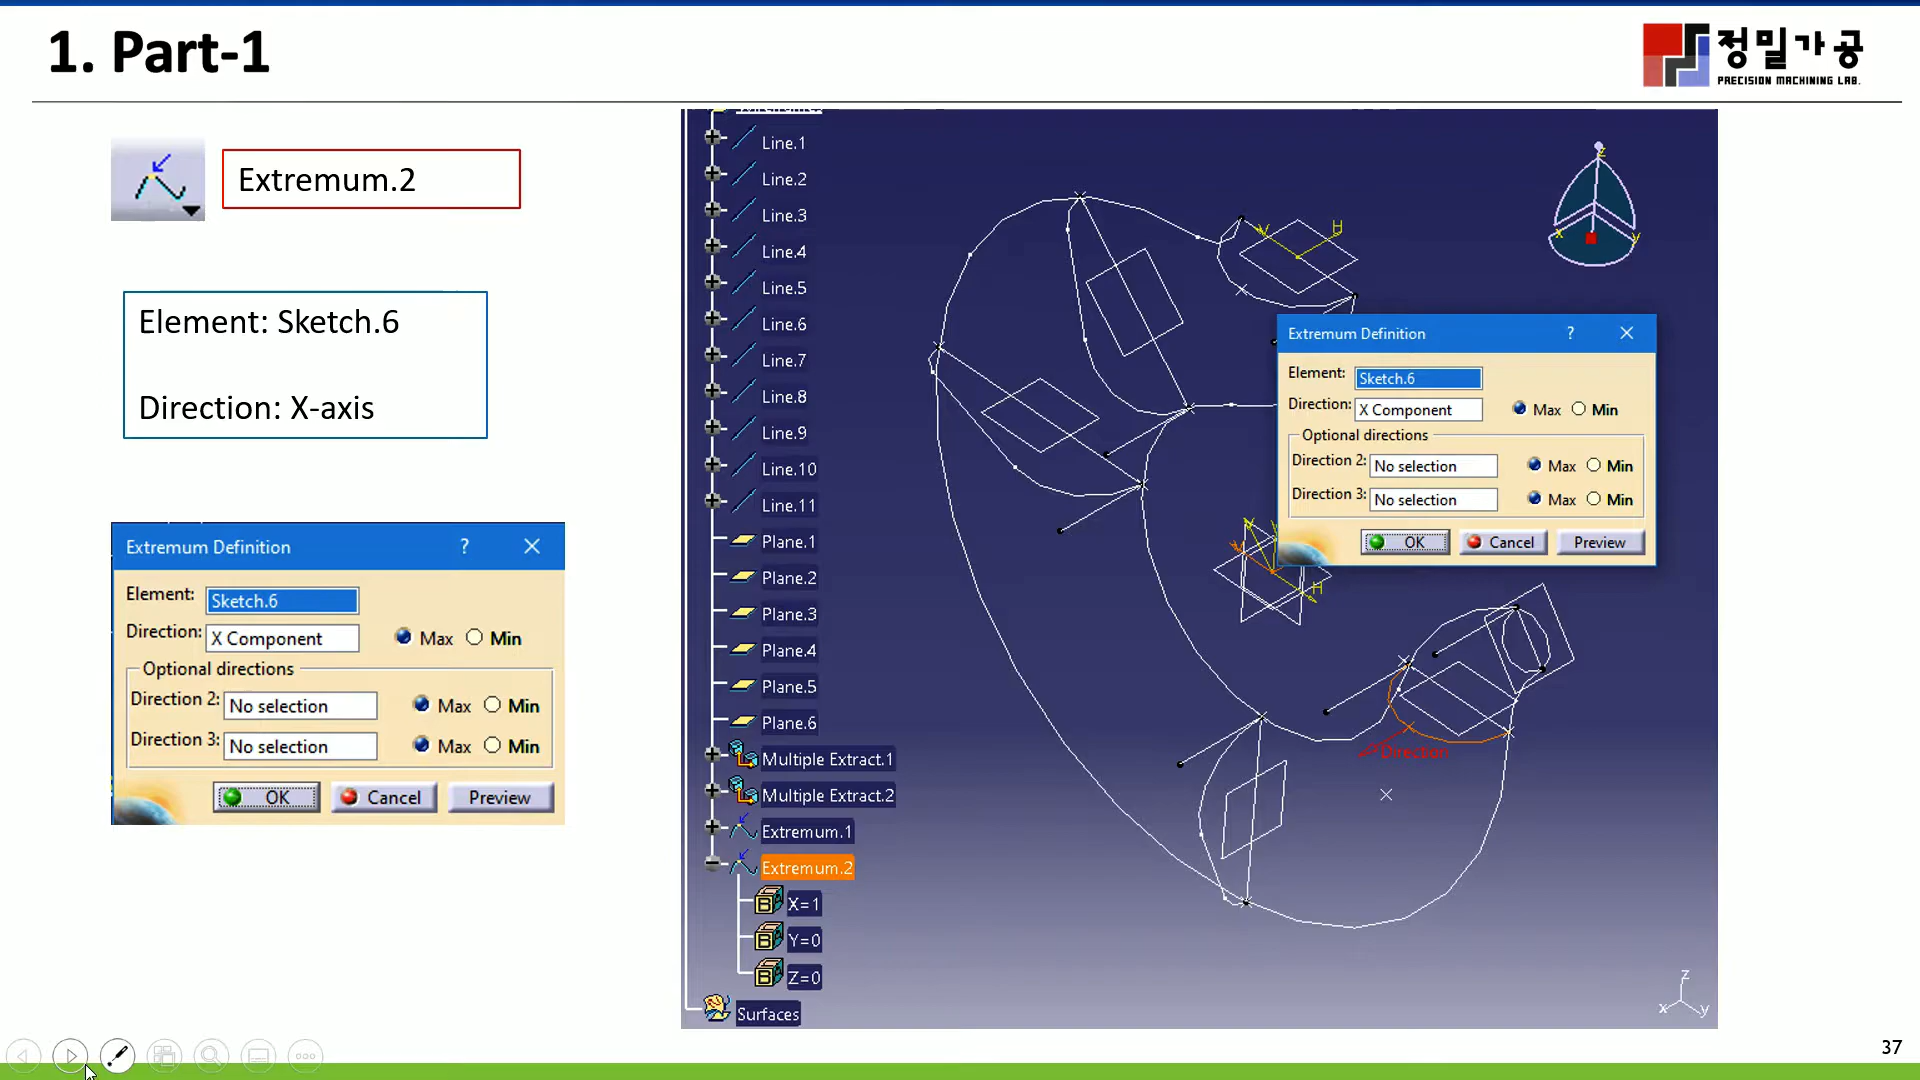 1. Part-1
정밀가공
PRECISION MACHINING LAB.
Extremum.2
Element: Sketch.6
Direction: X-axis
Extremum Definition ?
Element: Sketch.6
Direction: X Component Max Min
Optional directions
Direction 2: No selection Max Min
Direction 3: No selection Max Min
OK Cancel Preview
Line.1
Line.2
Line.3
Line.4
Line.5
Line.6
Line.7
Line.8
Line.9
Line.10
Line.11
Plane.1
Plane.2
Plane.3
Plane.4
Plane.5
Plane.6
Multiple Extract.1
Multiple Extract.2
Extremum.1
Extremum.2
X=1
Y=0
Z=0
Surfaces
z
x y
V H
Extremum Definition ?
Element: Sketch.6
Direction: X Component Max Min
Optional directions
Direction 2: No selection Max Min
Direction 3: No selection Max Min
OK Cancel Preview
H
Direction
z
x y
37